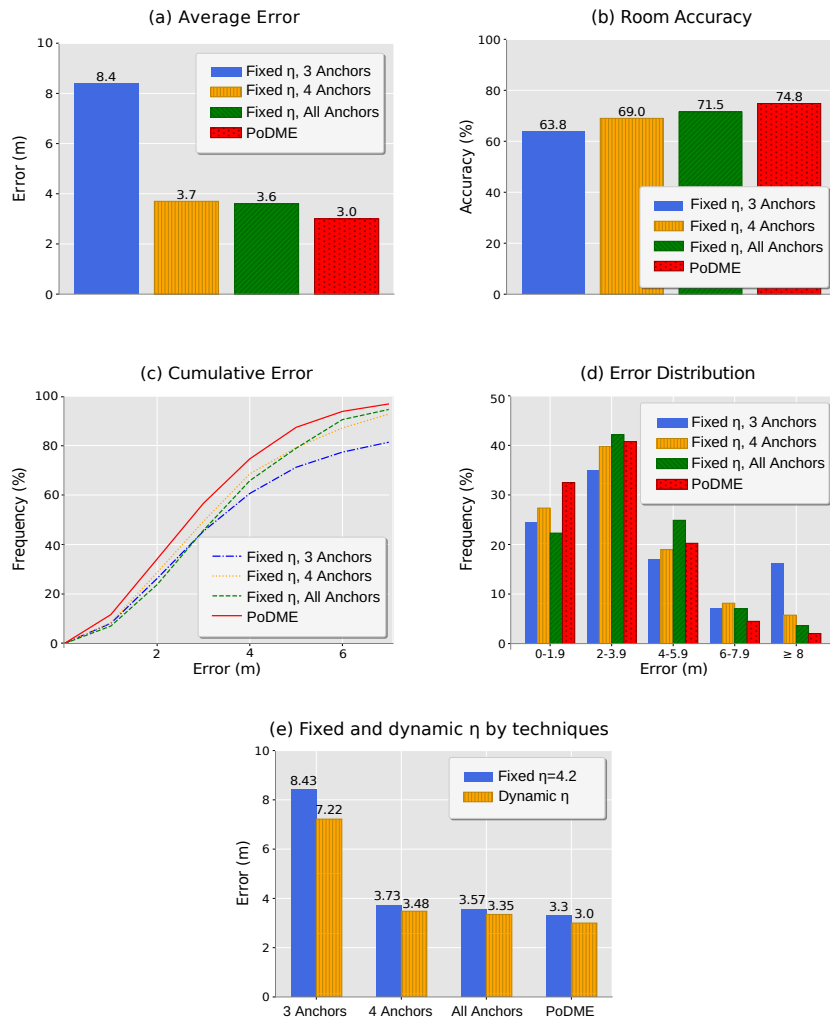 (a) Average Error
10
8
6
4
2
0
Error (m)
8.4
3.7
3.6
3.0
Fixed η, 3 Anchors
Fixed η, 4 Anchors
Fixed η, All Anchors
PoDME
(b) Room Accuracy
100
80
60
40
20
0
Accuracy (%)
63.8
69.0
71.5
74.8
Fixed η, 3 Anchors
Fixed η, 4 Anchors
Fixed η, All Anchors
PoDME
(c) Cumulative Error
100
80
60
40
20
0
Frequency (%)
Fixed η, 3 Anchors
Fixed η, 4 Anchors
Fixed η, All Anchors
PoDME
2 4 6
Error (m)
(d) Error Distribution
50
40
30
20
10
0
Frequency (%)
Fixed η, 3 Anchors
Fixed η, 4 Anchors
Fixed η, All Anchors
PoDME
0-1.9 2-3.9 4-5.9 6-7.9 ≥ 8
Error (m)
(e) Fixed and dynamic η by techniques
10
8
6
4
2
0
Error (m)
8.43
7.22
3.73
3.48
3.57
3.35
3.3
3.0
Fixed η=4.2
Dynamic η
3 Anchors 4 Anchors All Anchors PoDME